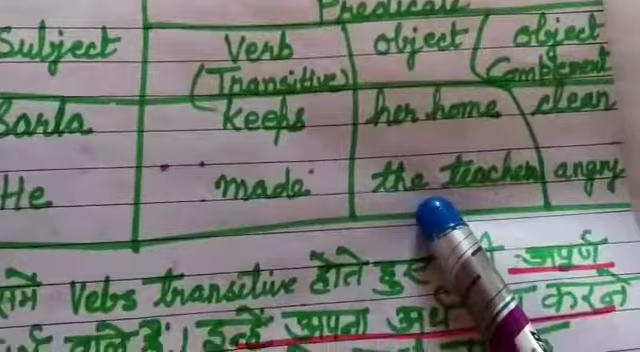 Predicate
Subject Verb (Transitive) object object Complement
Sarla keeps her home clean
He made the teacher angry
समें Vebs transitive होते हुए अपूर्ण
वाले हैं। इन्हें अपना अर्थ करने